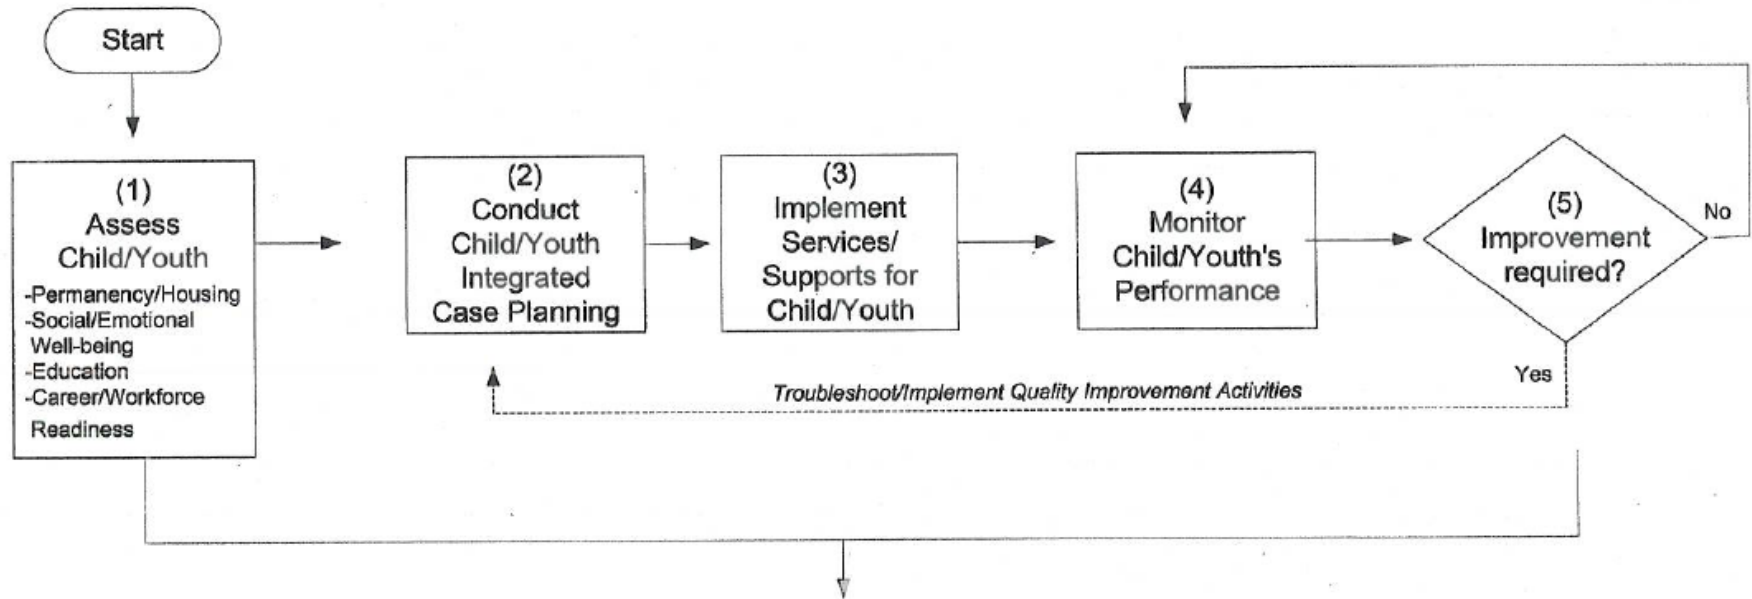 Start
(1)
Assess
Child/Youth
-Permanency/Housing
-Social/Emotional
Well-being
-Education
-Career/Workforce
Readiness
(2)
Conduct
Child/Youth
Integrated
Case Planning
(3)
Implement
Services/
Supports for
Child/Youth
(4)
Monitor
Child/Youth's
Performance
(5)
Improvement
required?
No
Yes
Troubleshoot/Implement Quality Improvement Activities